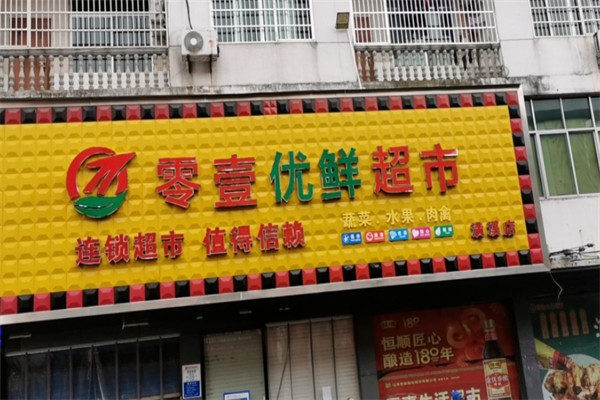 零壹优鲜超市
蔬菜.水果.肉禽
连锁超市 值得信赖
恒顺匠心
酿造180年